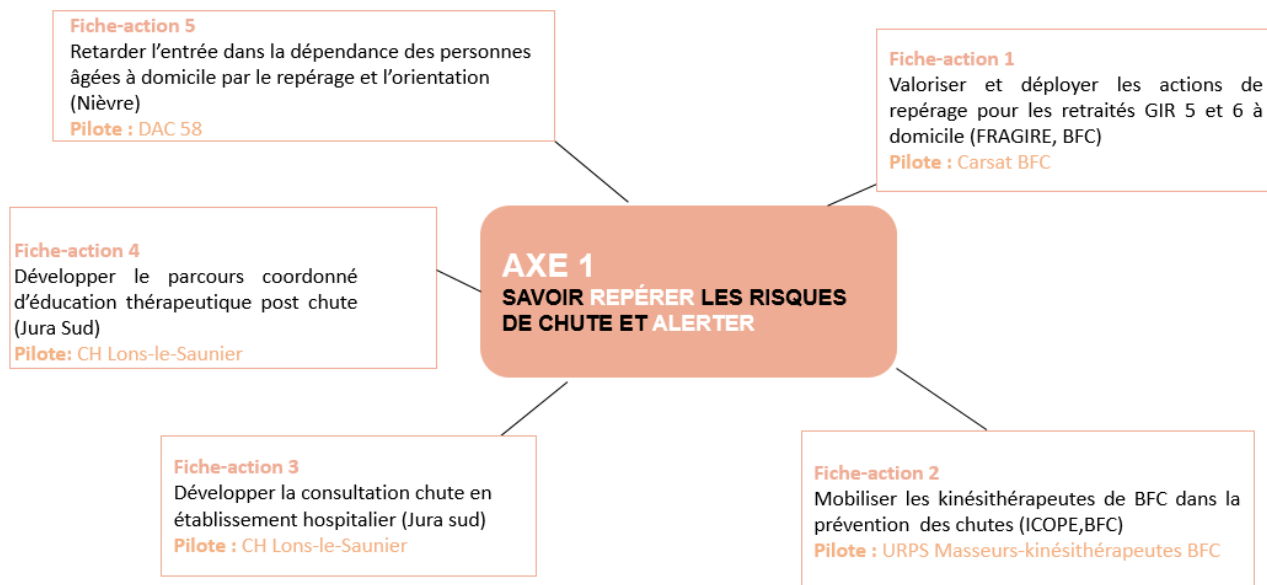 Fiche-action 5
Retarder l’entrée dans la dépendance des personnes
âgées à domicile par le repérage et l’orientation
(Nièvre)
Pilote : DAC 58
Fiche-action 1
Valoriser et déployer les actions de
repérage pour les retraités GIR 5 et 6 à
domicile (FRAGIRE, BFC)
Pilote : Carsat BFC
Fiche-action 4
Développer le parcours coordonné
d’éducation thérapeutique post chute
(Jura Sud)
Pilote: CH Lons-le-Saunier
AXE 1
SAVOIR REPÉRER LES RISQUES
DE CHUTE ET ALERTER
Fiche-action 3
Développer la consultation chute en
établissement hospitalier (Jura sud)
Pilote : CH Lons-le-Saunier
Fiche-action 2
Mobiliser les kinésithérapeutes de BFC dans la
prévention des chutes (ICOPE,BFC)
Pilote : URPS Masseurs-kinésithérapeutes BFC